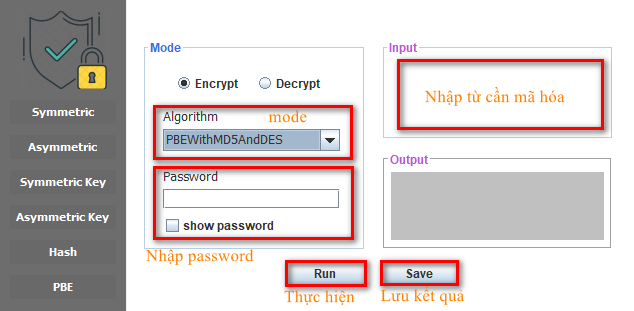 Symmetric
Asymmetric
Symmetric Key
Asymmetric Key
Hash
PBE
Mode
Encrypt Decrypt
Algorithm mode
PBEWithMD5AndDES
Password
show password
Nhập password
Input
Nhập từ cần mã hóa
Output
Run Save
Thực hiện Lưu kết quả